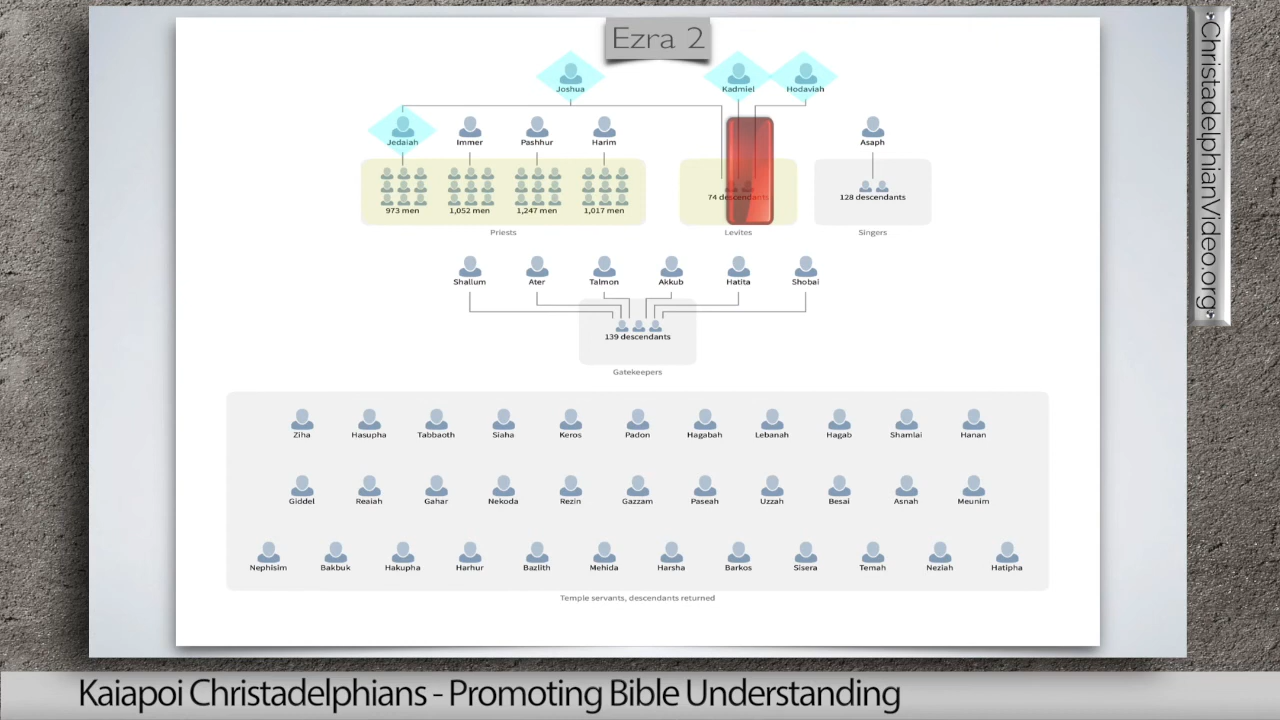 Ezra 2
Joshua
Kadmiel
Hodaviah
Jedaiah
Immer
Pashhur
Harim
Asaph
973 men
1,052 men
1,247 men
1,017 men
74 descendants
128 descendants
Priests
Levites
Singers
Shallum
Ater
Talmon
Akkub
Hatita
Shobai
139 descendants
Gatekeepers
Ziha
Hasupha
Tabbaoth
Siaha
Keros
Padon
Hagabah
Lebanah
Hagab
Shamlai
Hanan
Giddel
Reaiah
Gahar
Nekoda
Rezin
Gazzam
Paseah
Uzzah
Besai
Asnah
Meunim
Nephisim
Bakbuk
Hakupha
Harhur
Bazlith
Mehida
Harsha
Barkos
Sisera
Temah
Neziah
Hatipha
Temple servants, descendants returned
ChristadelphianVideo.org
Kaiapoi Christadelphians - Promoting Bible Understanding